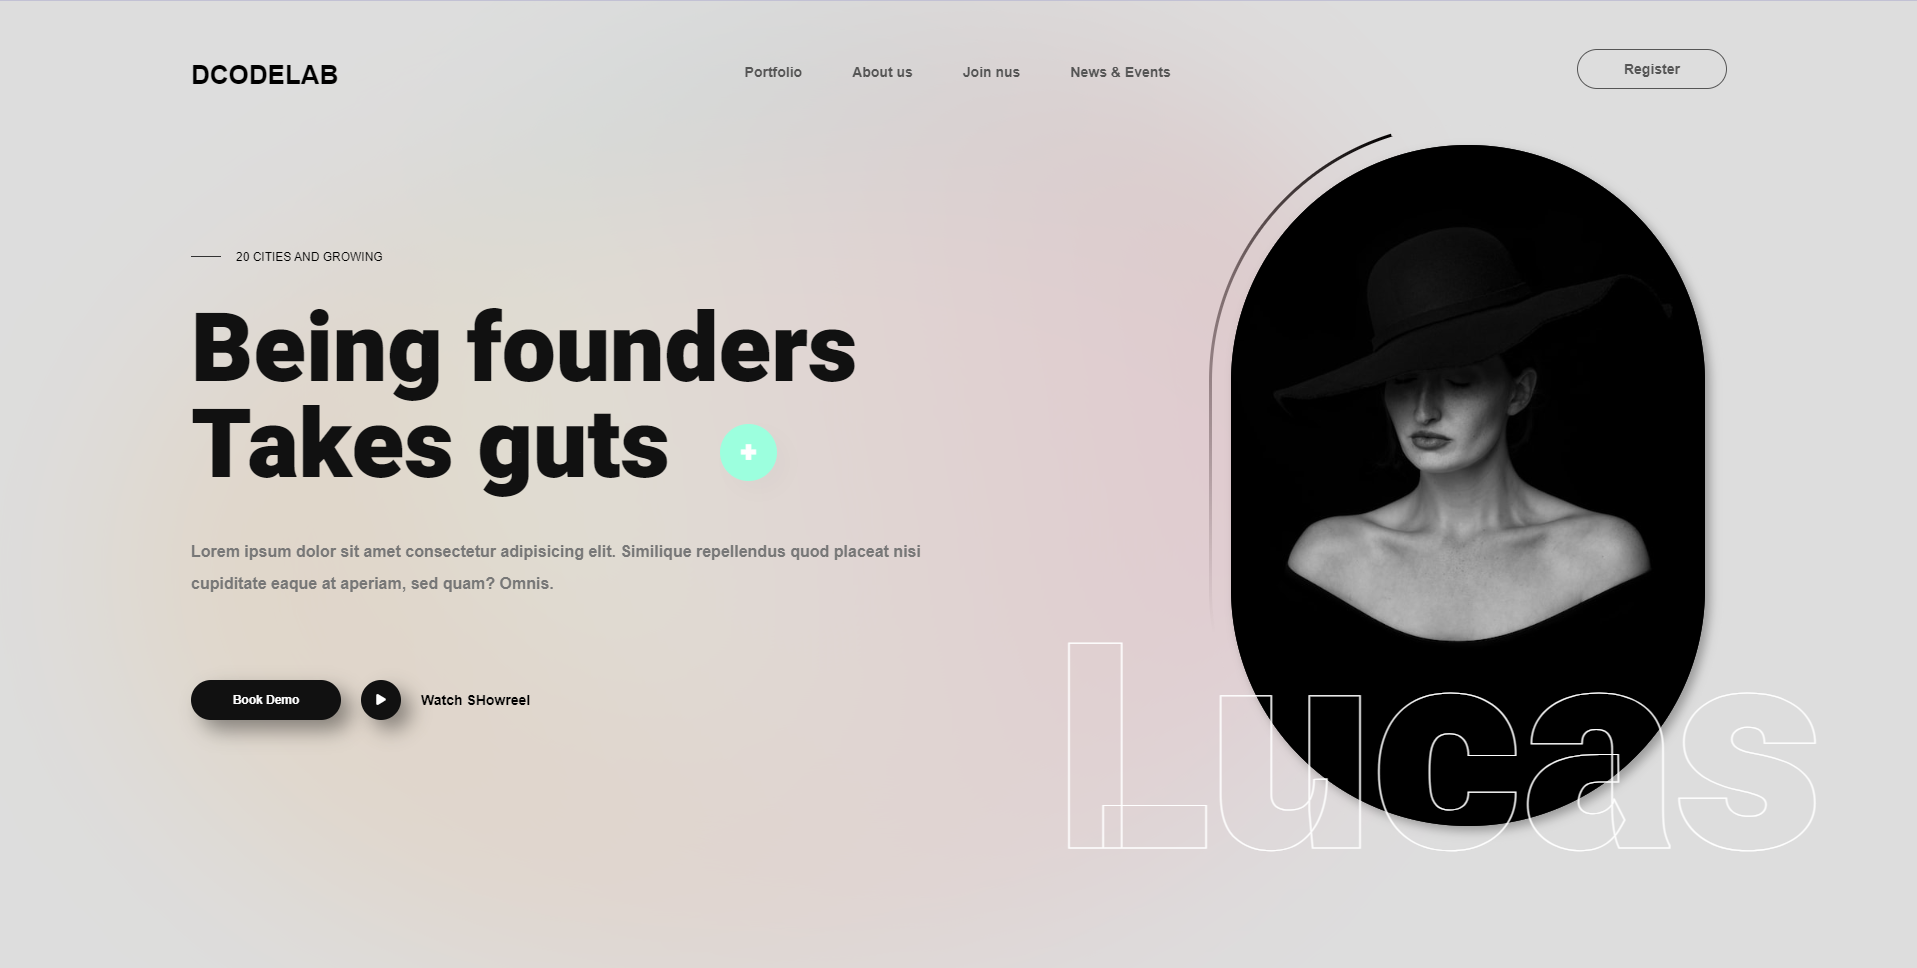 DCODELAB
Portfolio
About us
Join nus
News & Events
Register
20 CITIES AND GROWING
Being founders
Takes guts
Lorem ipsum dolor sit amet consectetur adipisicing elit. Similique repellendus quod placeat nisi
cupiditate eaque at aperiam, sed quam? Omnis.
Book Demo
Watch SHowreel
Lucas